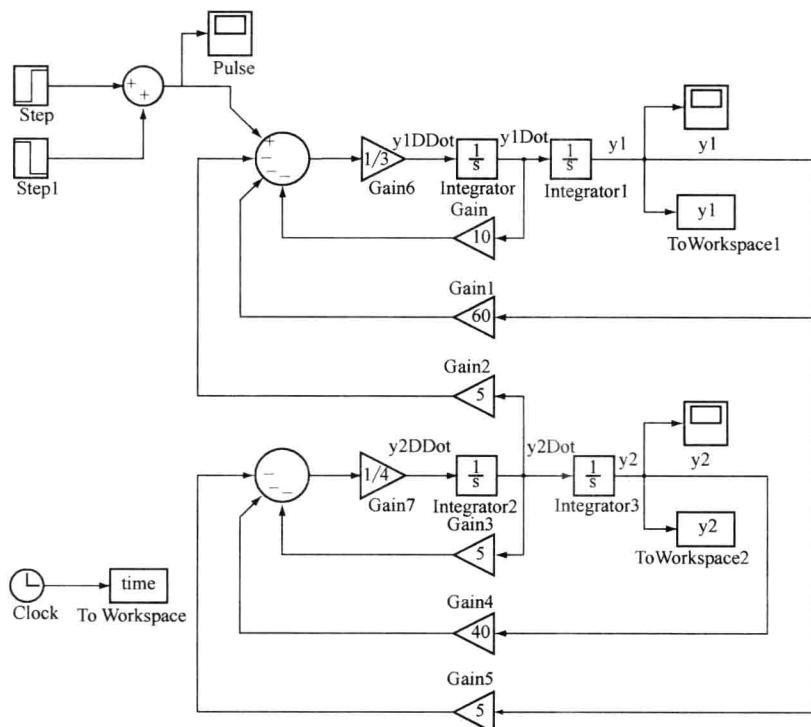 Pulse
+
+
Step
Step1
+
−
−
−
1/3
Gain6
y1DDot
1/s
Integrator
y1Dot
1/s
Integrator1
y1
y1
y1
ToWorkspace1
Gain
10
Gain1
60
Gain2
5
−
−
−
1/4
Gain7
y2DDot
1/s
Integrator2
y2Dot
1/s
Integrator3
y2
y2
y2
ToWorkspace2
Gain3
5
Clock
time
To Workspace
Gain4
40
Gain5
5